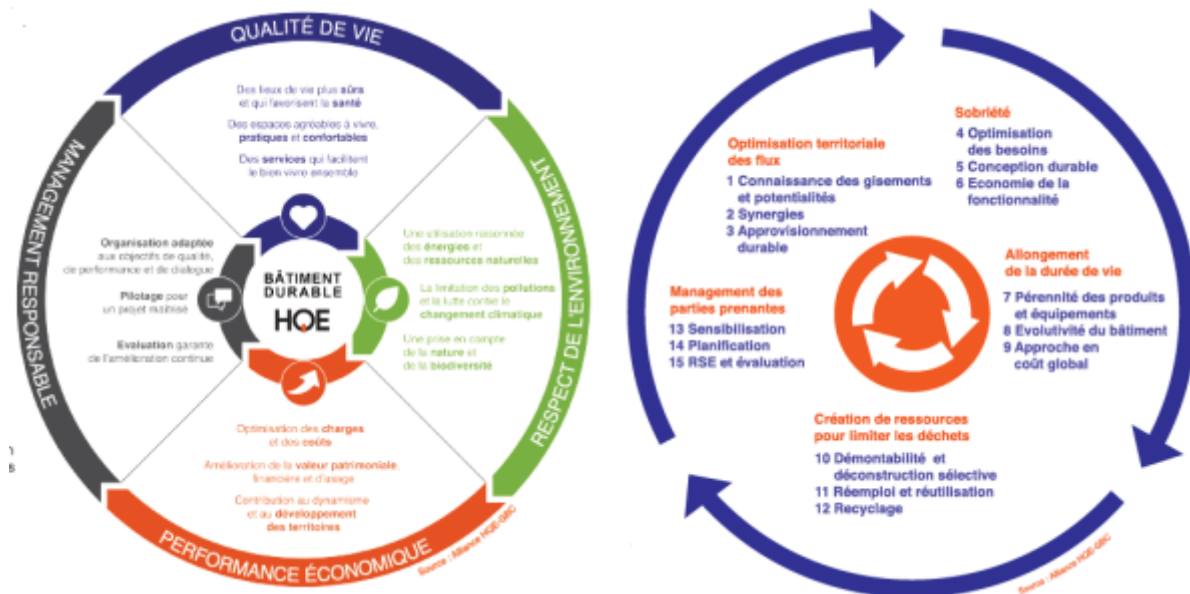 QUALITÉ DE VIE
Des lieux de vie plus sûrs
et qui favorisent la santé
Des espaces agréables à vivre,
pratiques et confortables
Des services qui facilitent
le bien vivre ensemble
MANAGEMENT RESPONSABLE
Organisation adaptée
aux objectifs de qualité,
de performance et de dialogue
Pilotage pour
un projet maîtrisé
Evaluation garante
de l'amélioration continue
BÂTIMENT
DURABLE
HQE
RESPECT DE L'ENVIRONNEMENT
Une utilisation raisonnée
des énergies et
des ressources naturelles
La limitation des pollutions
et la lutte contre le
changement climatique
Une prise en compte
de la nature et
de la biodiversité
Optimisation des charges
et des coûts
Amélioration de la valeur patrimoniale,
financière et d'usage
Contribution au dynamisme
et au développement
des territoires
PERFORMANCE ÉCONOMIQUE
Source : Alliance HQE-GBC
n
s
Optimisation territoriale
des flux
1 Connaissance des gisements
et potentialités
2 Synergies
3 Approvisionnement
durable
Sobriété
4 Optimisation
des besoins
5 Conception durable
6 Economie de la
fonctionnalité
Allongement
de la durée de vie
7 Pérennité des produits
et équipements
8 Evolutivité du bâtiment
9 Approche en
coût global
Management des
parties prenantes
13 Sensibilisation
14 Planification
15 RSE et évaluation
Création de ressources
pour limiter les déchets
10 Démontabilité et
déconstruction sélective
11 Réemploi et réutilisation
12 Recyclage
Source : Alliance HQE-GBC